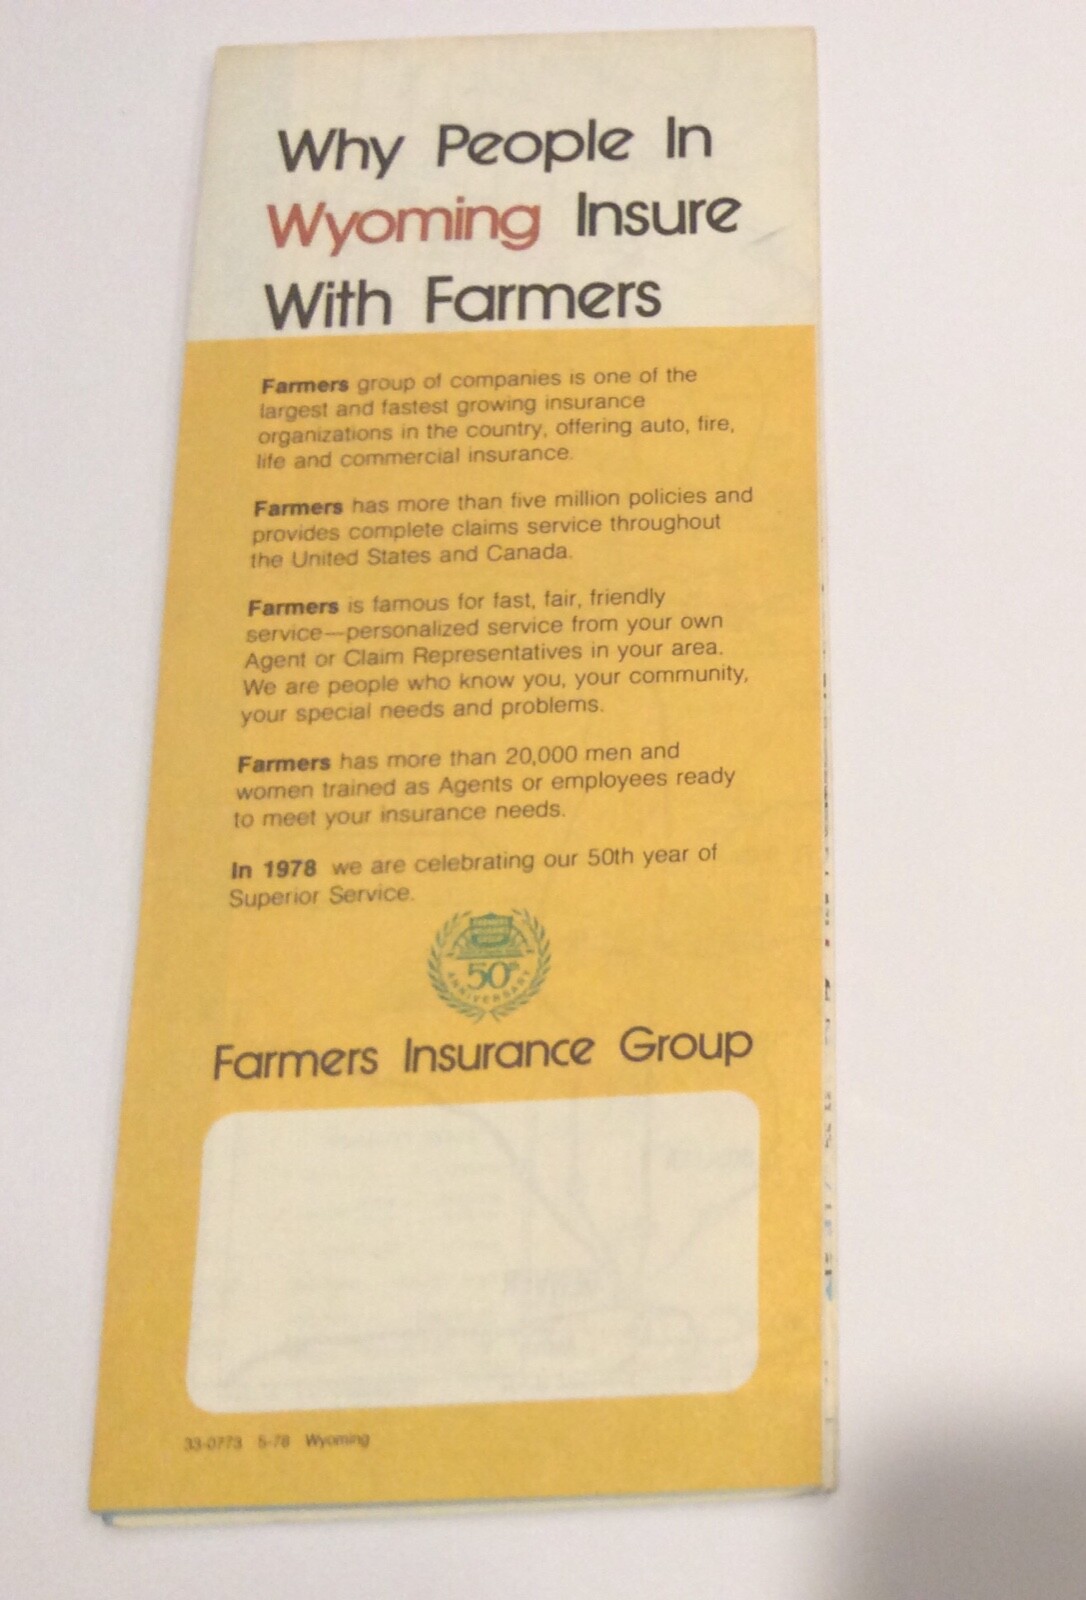 Why People In
Wyoming Insure
With Farmers
Farmers group of companies is one of the
largest and fastest growing insurance
organizations in the country, offering auto, fire,
life and commercial insurance.
Farmers has more than five million policies and
provides complete claims service throughout
the United States and Canada.
Farmers is famous for fast, fair, friendly
service—personalized service from your own
Agent or Claim Representatives in your area.
We are people who know you, your community,
your special needs and problems.
Farmers has more than 20,000 men and
women trained as Agents or employees ready
to meet your insurance needs.
In 1978 we are celebrating our 50th year of
Superior Service.
FARMERS
INSURANCE
GROUP
50th
ANNIVERSARY
Farmers Insurance Group
33-0773 5-78 Wyoming